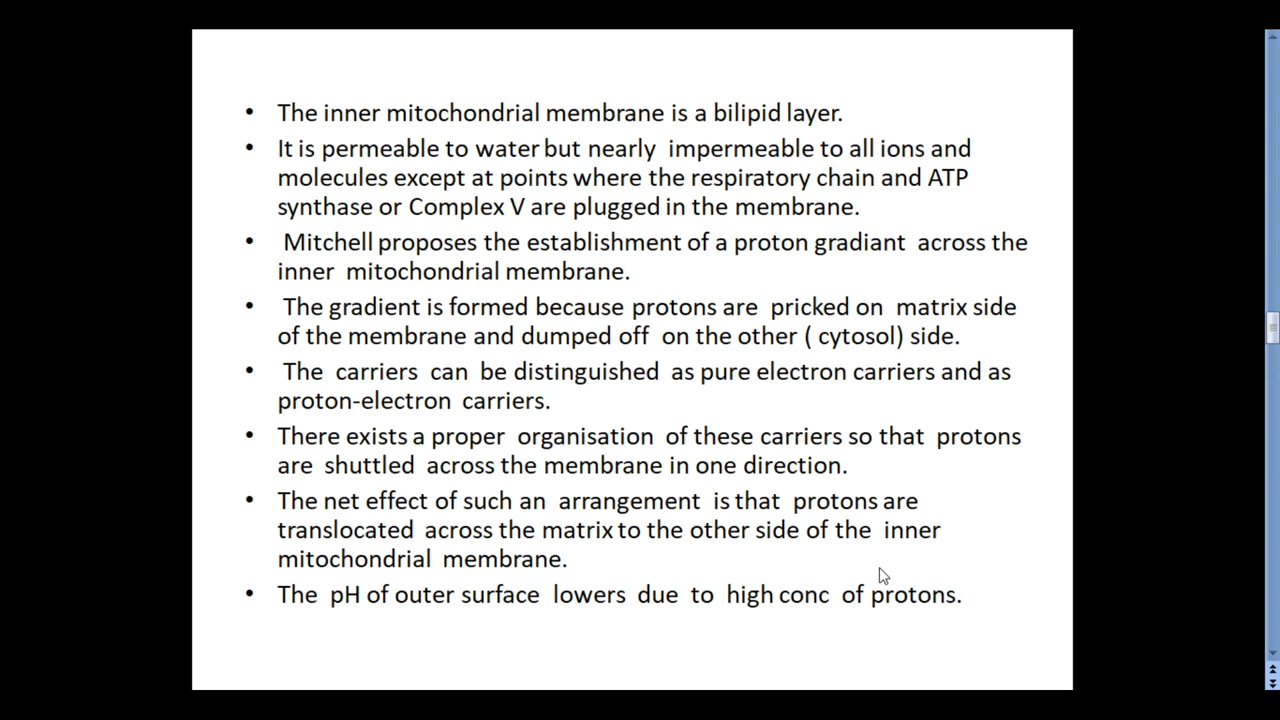 • The inner mitochondrial membrane is a bilipid layer.
• It is permeable to water but nearly impermeable to all ions and
molecules except at points where the respiratory chain and ATP
synthase or Complex V are plugged in the membrane.
• Mitchell proposes the establishment of a proton gradiant across the
inner mitochondrial membrane.
• The gradient is formed because protons are pricked on matrix side
of the membrane and dumped off on the other ( cytosol) side.
• The carriers can be distinguished as pure electron carriers and as
proton-electron carriers.
• There exists a proper organisation of these carriers so that protons
are shuttled across the membrane in one direction.
• The net effect of such an arrangement is that protons are
translocated across the matrix to the other side of the inner
mitochondrial membrane.
• The pH of outer surface lowers due to high conc of protons.